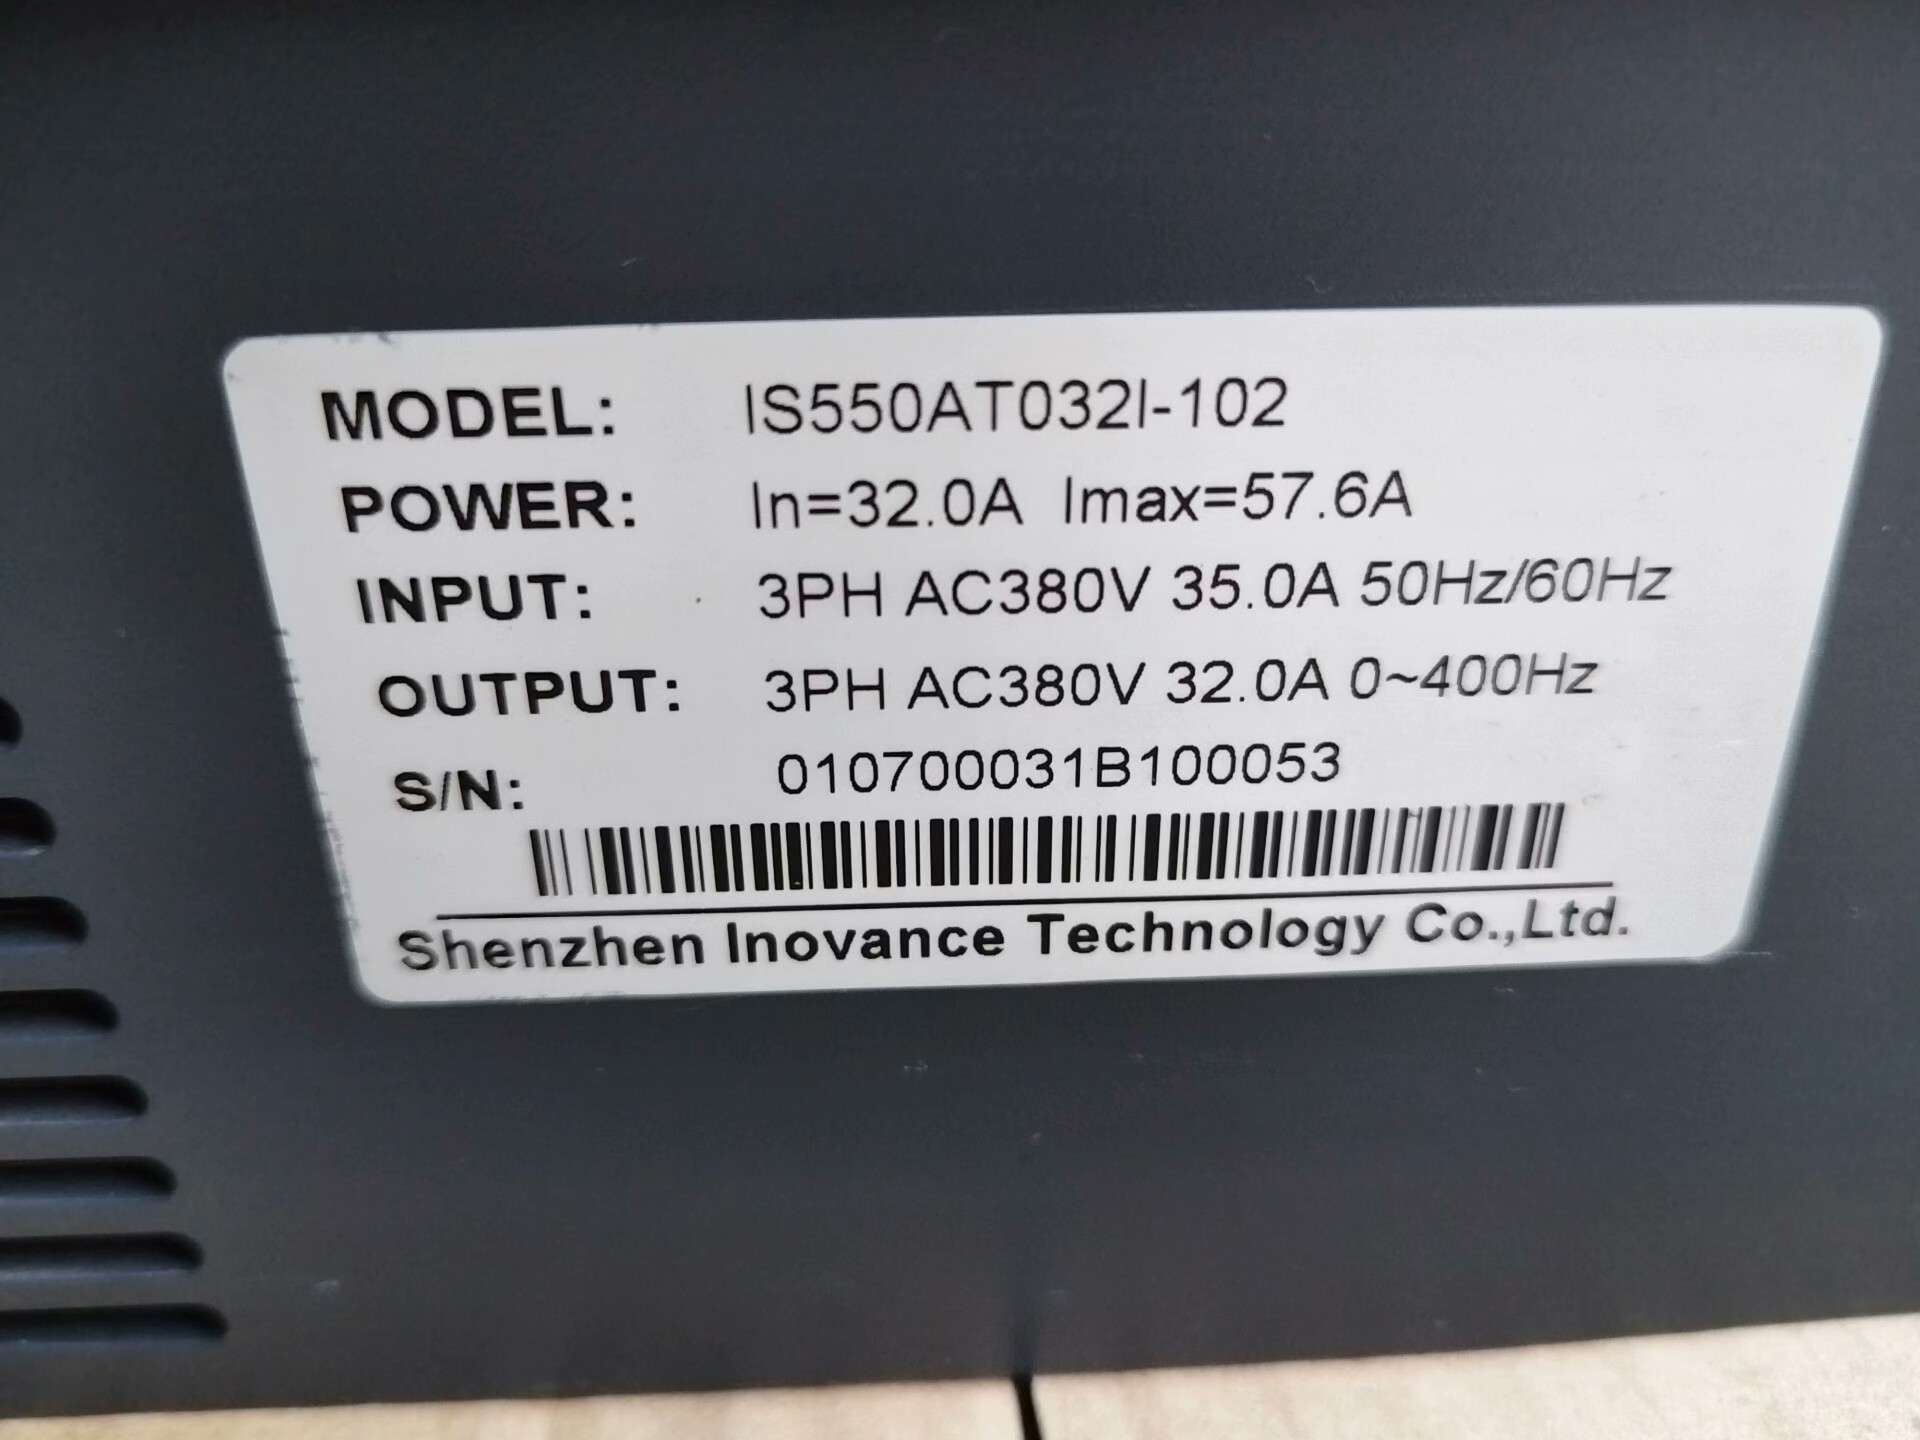 MODEL: IS550AT032I-102
POWER: In=32.0A Imax=57.6A
INPUT: 3PH AC380V 35.0A 50Hz/60Hz
OUTPUT: 3PH AC380V 32.0A 0~400Hz
S/N: 010700031B100053
Shenzhen Inovance Technology Co.,Ltd.